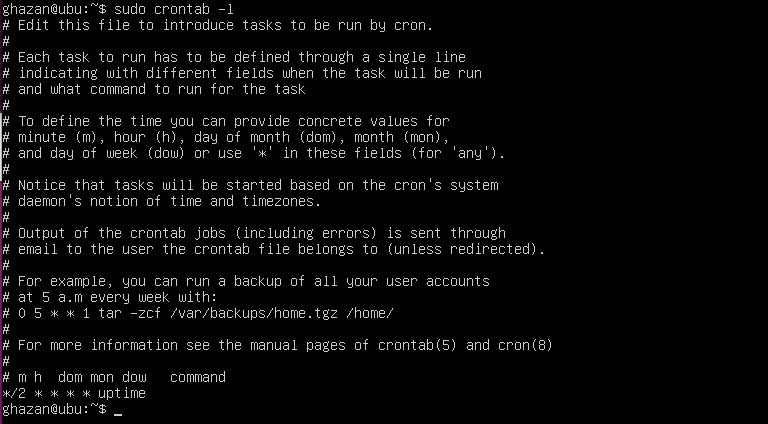 ghazan@ubu:~$ sudo crontab -l
# Edit this file to introduce tasks to be run by cron.
#
# Each task to run has to be defined through a single line
# indicating with different fields when the task will be run
# and what command to run for the task
#
# To define the time you can provide concrete values for
# minute (m), hour (h), day of month (dom), month (mon),
# and day of week (dow) or use '*' in these fields (for 'any').
#
# Notice that tasks will be started based on the cron's system
# daemon's notion of time and timezones.
#
# Output of the crontab jobs (including errors) is sent through
# email to the user the crontab file belongs to (unless redirected).
#
# For example, you can run a backup of all your user accounts
# at 5 a.m every week with:
# 0 5 * * 1 tar -zcf /var/backups/home.tgz /home/
#
# For more information see the manual pages of crontab(5) and cron(8)
#
# m h  dom mon dow   command
*/2 * * * * uptime
ghazan@ubu:~$ _